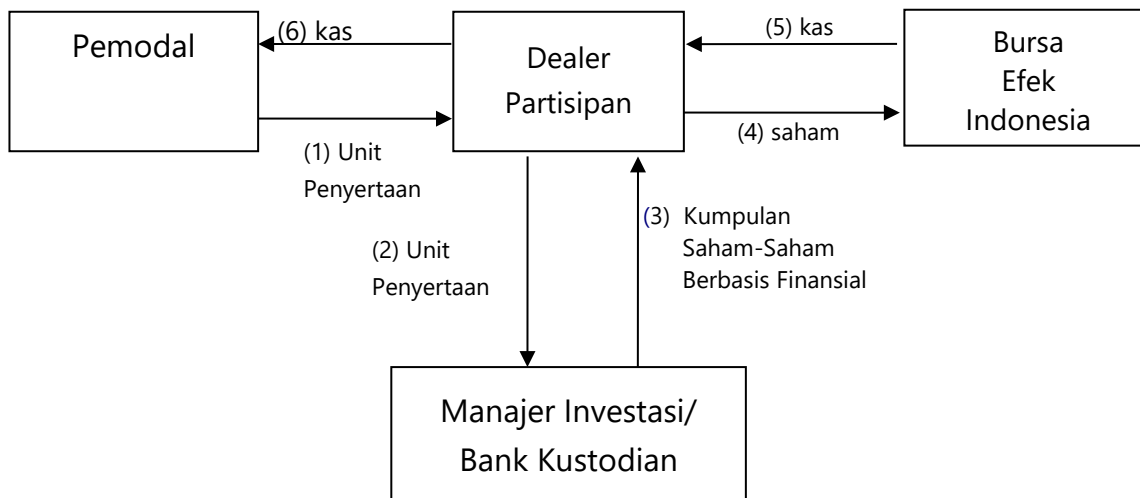 Pemodal
(6) kas
Dealer
Partisipan
(5) kas
Bursa
Efek
Indonesia
(1) Unit
Penyertaan
(4) saham
(2) Unit
Penyertaan
(3) Kumpulan
Saham-Saham
Berbasis Finansial
Manajer Investasi/
Bank Kustodian